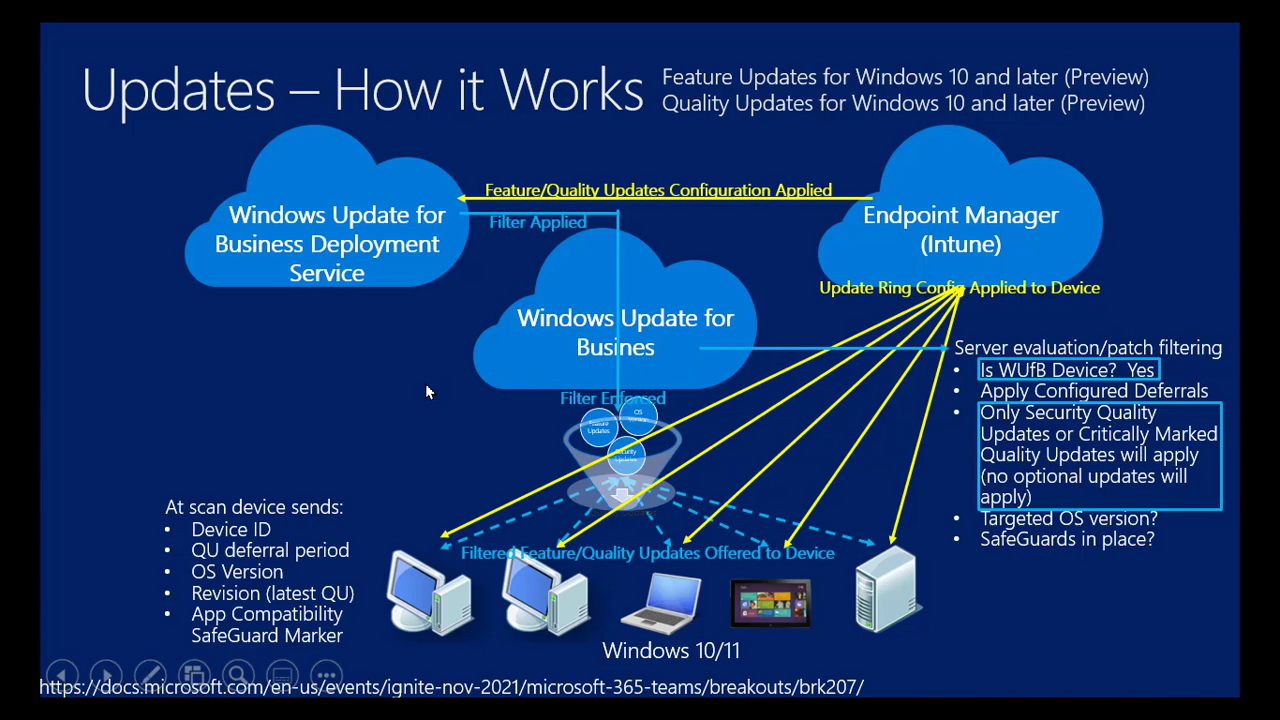 Updates – How it Works
Feature Updates for Windows 10 and later (Preview)
Quality Updates for Windows 10 and later (Preview)
Feature/Quality Updates Configuration Applied
Windows Update for
Business Deployment
Service
Filter Applied
Endpoint Manager
(Intune)
Update Ring Config Applied to Device
Windows Update for
Busines
Server evaluation/patch filtering
• Is WUfB Device? Yes
• Apply Configured Deferrals
• Only Security Quality
Updates or Critically Marked
Quality Updates will apply
(no optional updates will
apply)
• Targeted OS version?
• SafeGuards in place?
Filter Enforced
OS
Version
Feature
Updates
Security
Updates
At scan device sends:
• Device ID
• QU deferral period
• OS Version
• Revision (latest QU)
• App Compatibility
SafeGuard Marker
Filtered Feature/Quality Updates Offered to Device
Windows 10/11
https://docs.microsoft.com/en-us/events/ignite-nov-2021/microsoft-365-teams/breakouts/brk207/